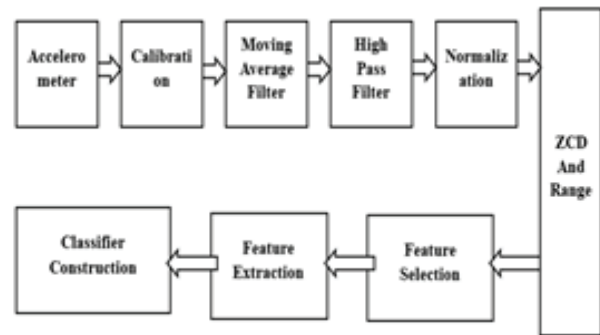 Accelero
meter
Calibrati
on
Moving
Average
Filter
High
Pass
Filter
Normaliz
ation
ZCD
And
Range
Feature
Selection
Feature
Extraction
Classifier
Construction